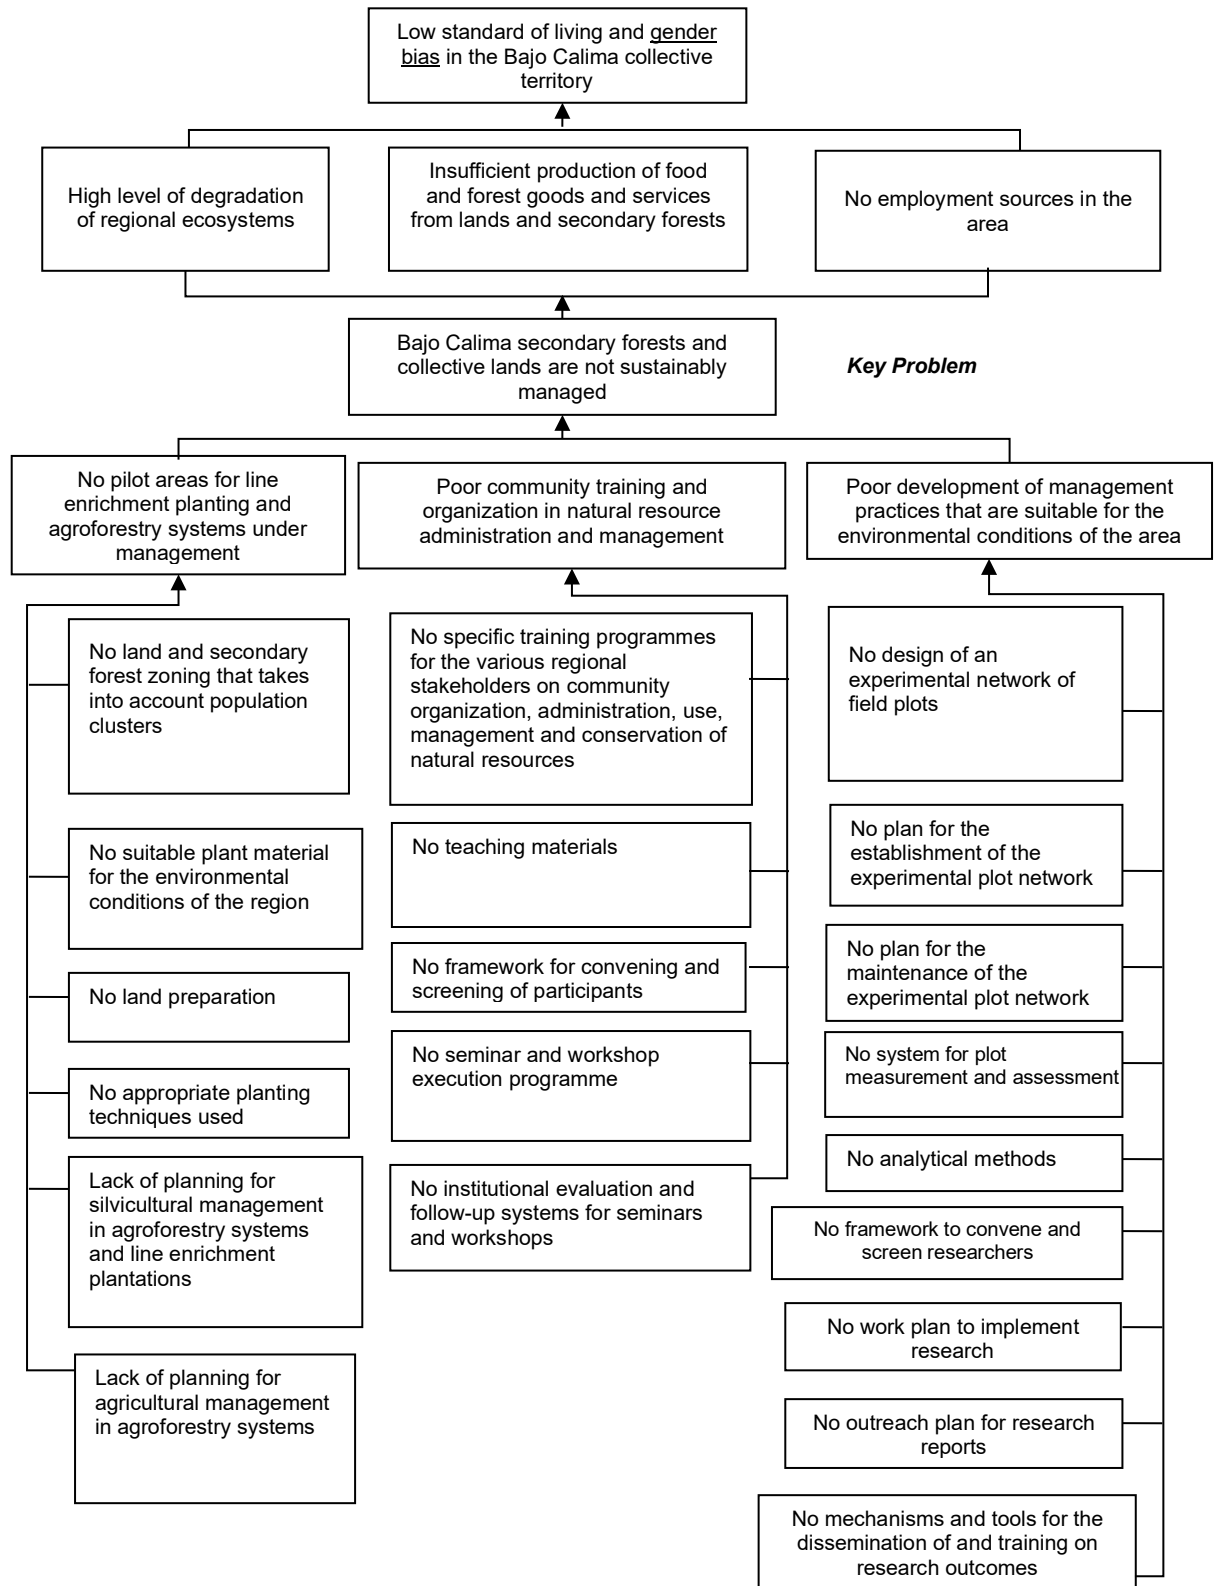 Low standard of living and gender
bias in the Bajo Calima collective
territory
High level of degradation
of regional ecosystems
Insufficient production of food
and forest goods and services
from lands and secondary forests
No employment sources in the
area
Bajo Calima secondary forests and
collective lands are not sustainably
managed
Key Problem
No pilot areas for line
enrichment planting and
agroforestry systems under
management
Poor community training and
organization in natural resource
administration and management
Poor development of management
practices that are suitable for the
environmental conditions of the area
No land and secondary
forest zoning that takes
into account population
clusters
No suitable plant material
for the environmental
conditions of the region
No land preparation
No appropriate planting
techniques used
Lack of planning for
silvicultural management
in agroforestry systems
and line enrichment
plantations
Lack of planning for
agricultural management
in agroforestry systems
No specific training programmes
for the various regional
stakeholders on community
organization, administration, use,
management and conservation of
natural resources
No teaching materials
No framework for convening and
screening of participants
No seminar and workshop
execution programme
No institutional evaluation and
follow-up systems for seminars
and workshops
No design of an
experimental network of
field plots
No plan for the
establishment of the
experimental plot network
No plan for the
maintenance of the
experimental plot network
No system for plot
measurement and assessment
No analytical methods
No framework to convene and
screen researchers
No work plan to implement
research
No outreach plan for research
reports
No mechanisms and tools for the
dissemination of and training on
research outcomes